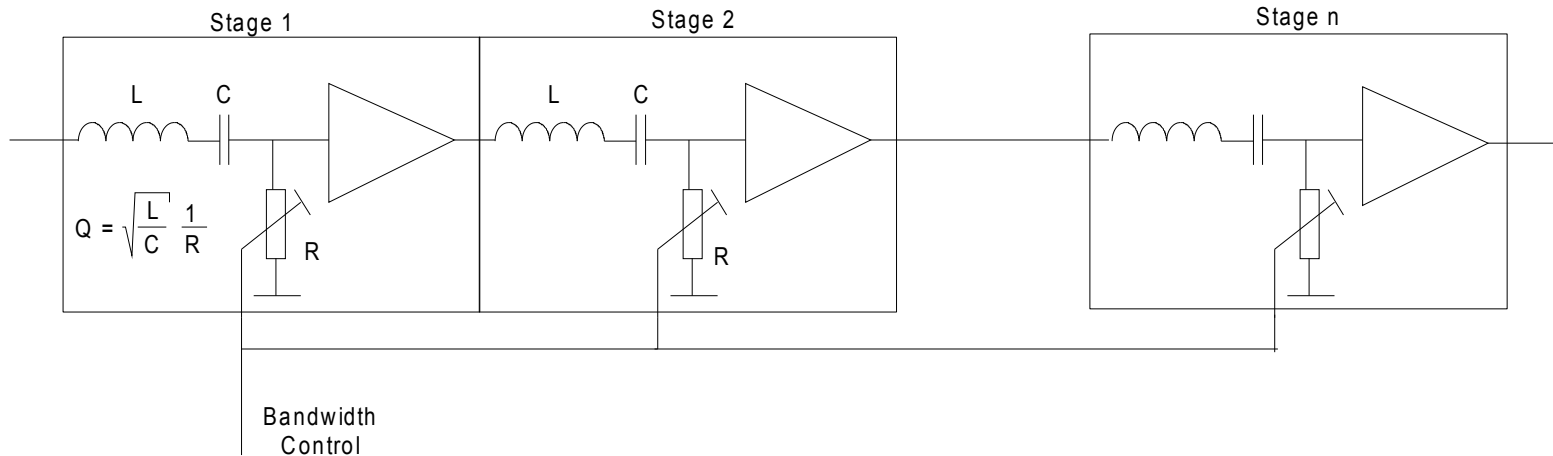 Stage 1
Stage 2
Stage n
L
C
L
C
Q = √(L/C) 1/R
R
R
Bandwidth
Control